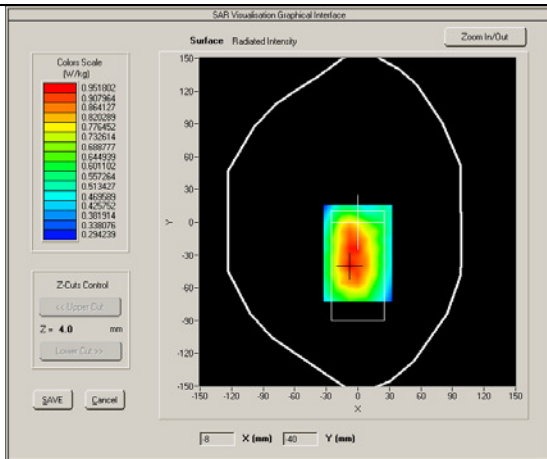 SAR Visualisation Graphical Interface
Surface Radiated Intensity
Zoom In/Out
Colors Scale
(W/kg)
0.951802
0.907964
0.864127
0.820289
0.776452
0.732614
0.688777
0.644939
0.601102
0.557264
0.513427
0.469589
0.425752
0.381914
0.338076
0.294239
Z-Cuts Control
<< Upper Cut
Z = 4.0 mm
Lower Cut >>
SAVE Cancel
150
120
90
60
30
0
-30
-60
-90
-120
-150
Y
-150 -120 -90 -60 -30 0 30 60 90 120 150
X
-8 X (mm) -40 Y (mm)